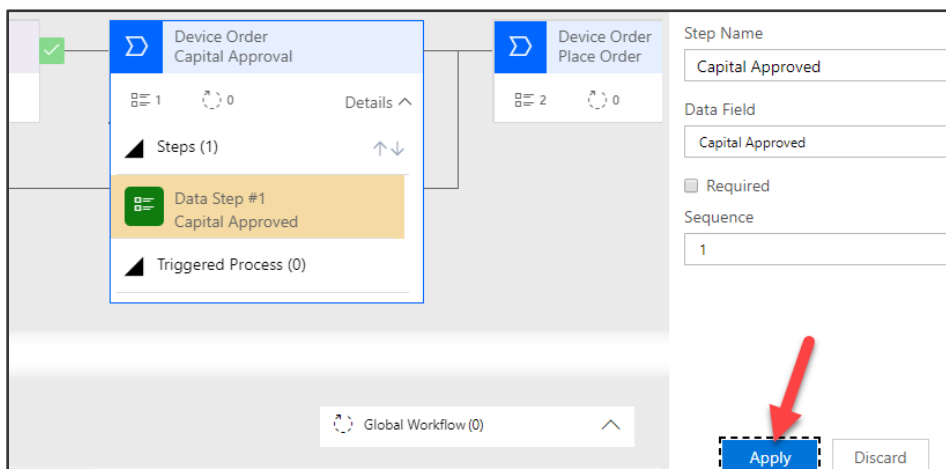 Device Order
Capital Approval
1
0
Details
Steps (1)
Data Step #1
Capital Approved
Triggered Process (0)
Device Order
Place Order
2
0
Global Workflow (0)
Step Name
Capital Approved
Data Field
Capital Approved
Required
Sequence
1
Apply
Discard